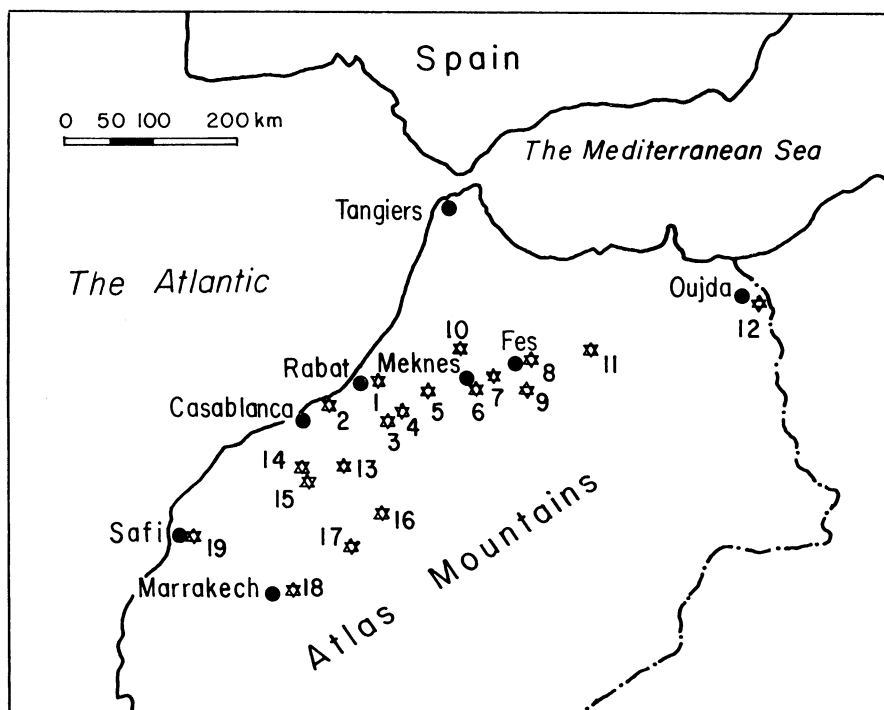 Spain
0 50 100 200 km
The Mediterranean Sea
Tangiers
The Atlantic
Oujda
12
10
Fes
Rabat
Meknes
8
11
7
Casablanca
2
1
5
6
9
3
4
14
13
15
16
Safi
19
17
Marrakech
18
Atlas Mountains